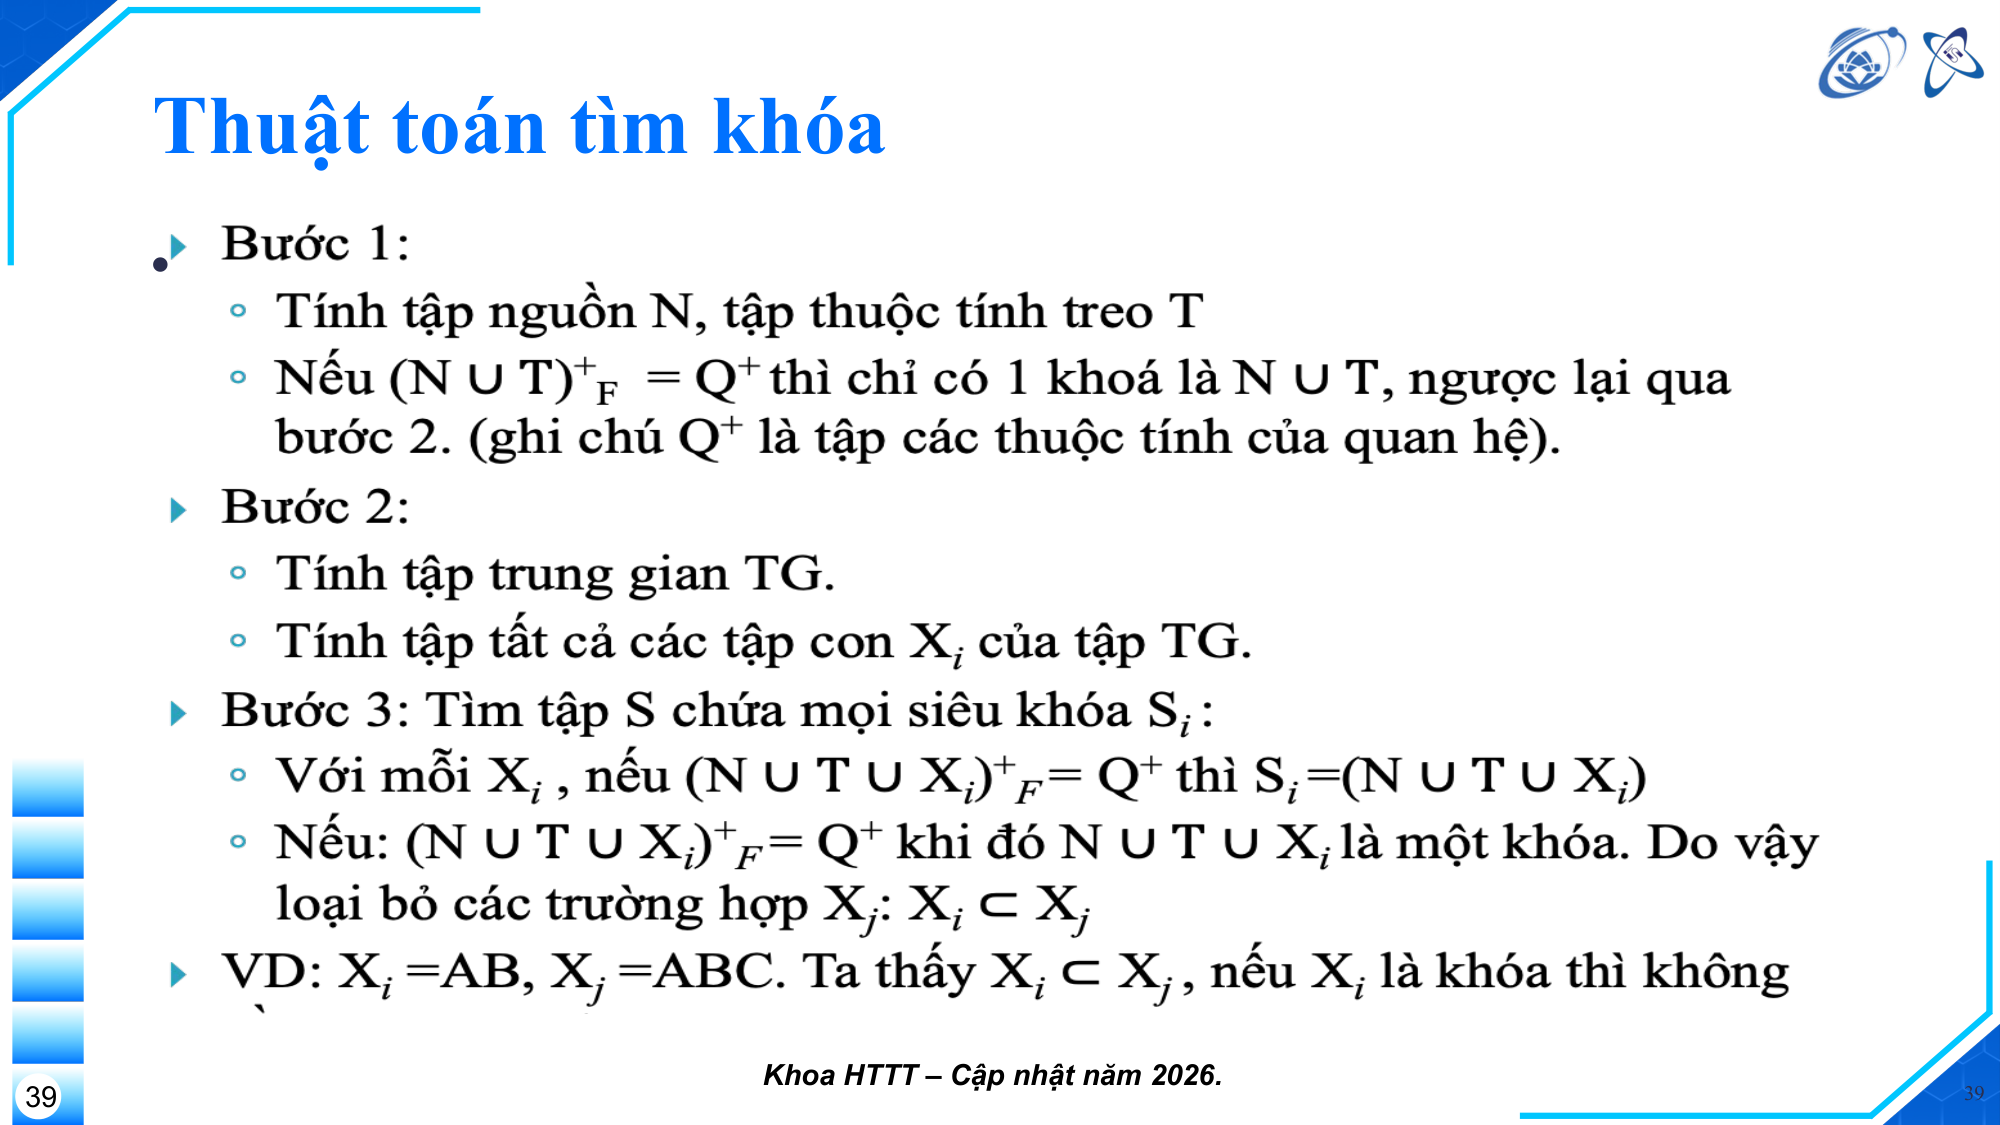 Thuật toán tìm khóa
Bước 1:
Tính tập nguồn N, tập thuộc tính treo T
Nếu (N ∪ T)⁺F = Q⁺ thì chỉ có 1 khoá là N ∪ T, ngược lại qua
bước 2. (ghi chú Q⁺ là tập các thuộc tính của quan hệ).
Bước 2:
Tính tập trung gian TG.
Tính tập tất cả các tập con Xᵢ của tập TG.
Bước 3: Tìm tập S chứa mọi siêu khóa Sᵢ :
Với mỗi Xᵢ , nếu (N ∪ T ∪ Xᵢ)⁺F = Q⁺ thì Sᵢ =(N ∪ T ∪ Xᵢ)
Nếu: (N ∪ T ∪ Xᵢ)⁺F = Q⁺ khi đó N ∪ T ∪ Xᵢ là một khóa. Do vậy
loại bỏ các trường hợp Xⱼ: Xᵢ ⊂ Xⱼ
VD: Xᵢ =AB, Xⱼ =ABC. Ta thấy Xᵢ ⊂ Xⱼ , nếu Xᵢ là khóa thì không
Khoa HTTT – Cập nhật năm 2026.
39
39